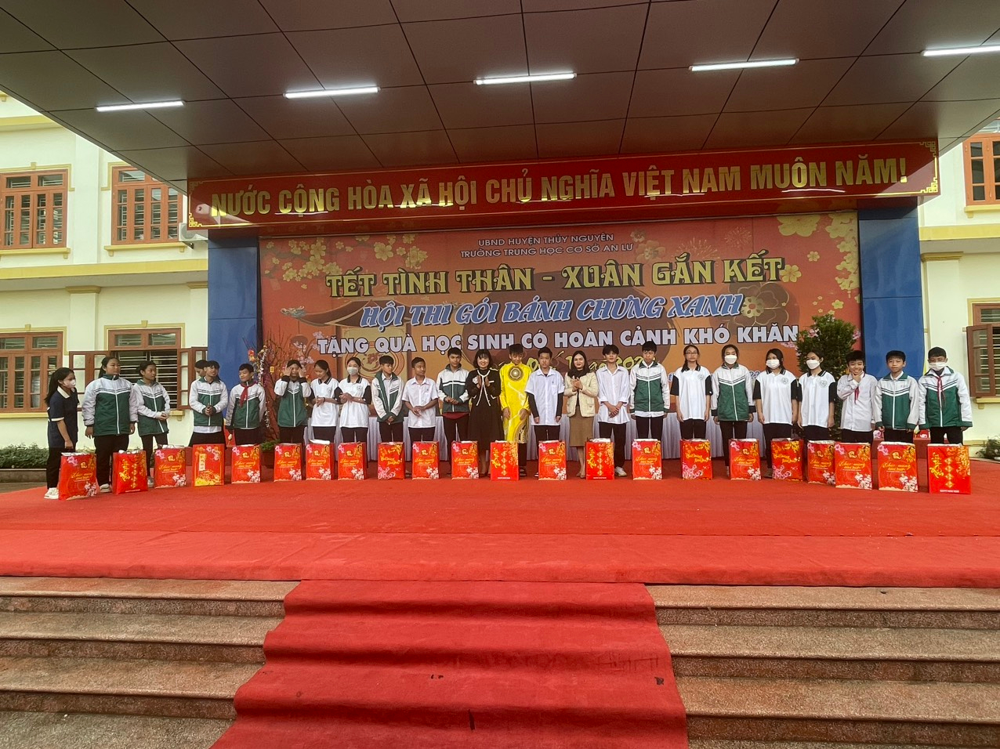 NƯỚC CỘNG HÒA XÃ HỘI CHỦ NGHĨA VIỆT NAM MUÔN NĂM!
UBND HUYỆN THỦY NGUYÊN
TRƯỜNG TRUNG HỌC CƠ SỞ AN LƯ
TẾT TÌNH THÂN - XUÂN GẮN KẾT
HỘI THI GÓI BÁNH CHƯNG XANH
TẶNG QUÀ HỌC SINH CÓ HOÀN CẢNH KHÓ KHĂN